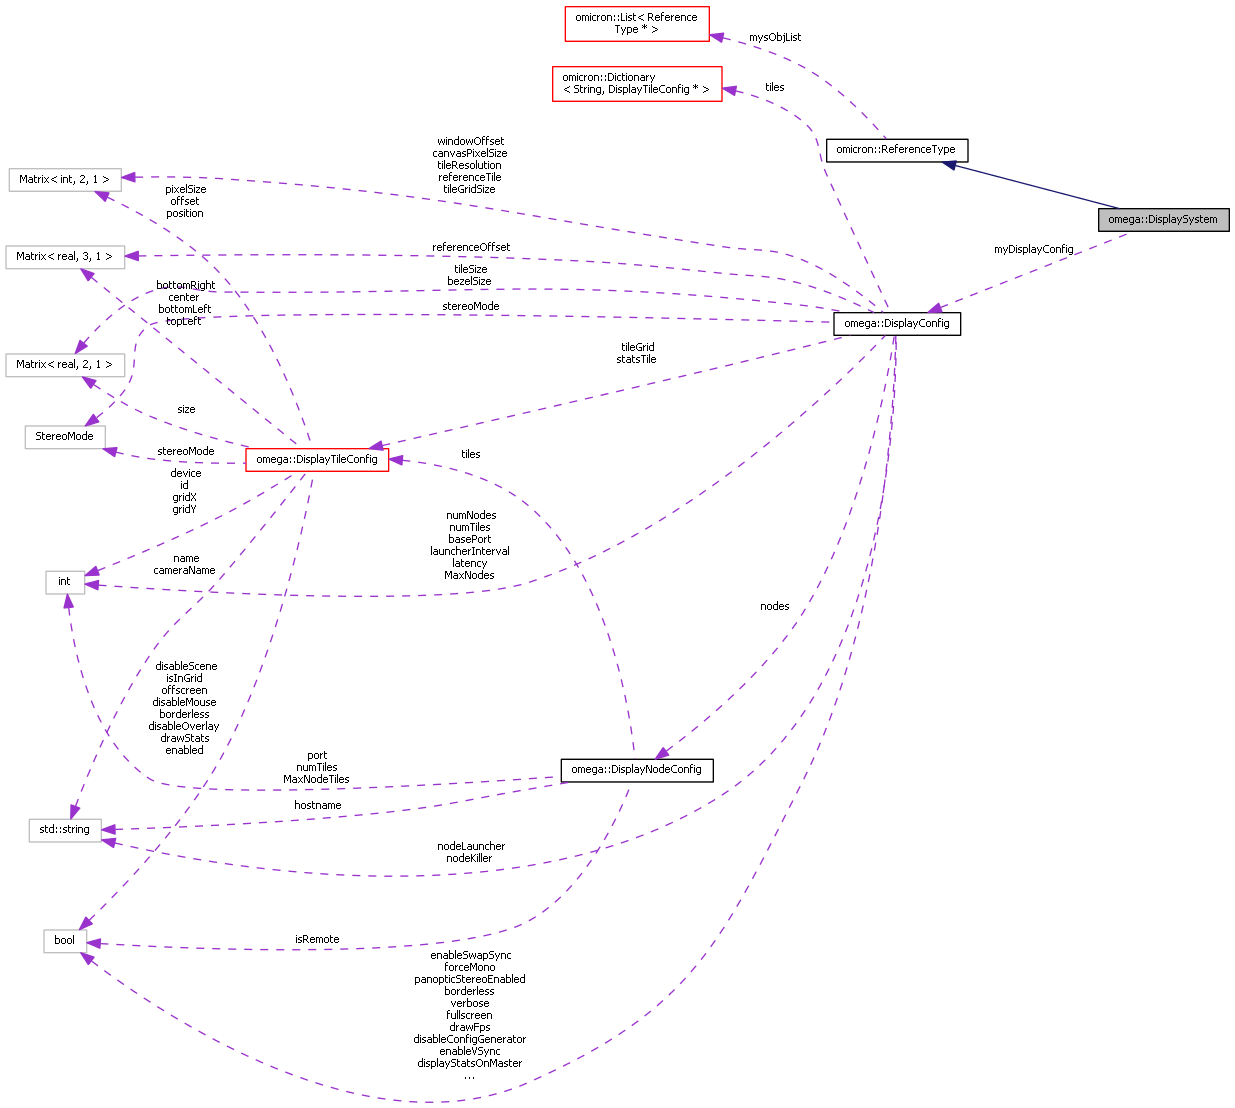 omicron::List< Reference
Type * >
mysObjList
omicron::Dictionary
< String, DisplayTileConfig * >
tiles
omicron::ReferenceType
windowOffset
canvasPixelSize
tileResolution
referenceTile
tileGridSize
Matrix< int, 2, 1 >
pixelSize
offset
position
omega::DisplaySystem
myDisplayConfig
Matrix< real, 3, 1 >
referenceOffset
tileSize
bezelSize
bottomRight
center
bottomLeft
topLeft
stereoMode
omega::DisplayConfig
tileGrid
statsTile
Matrix< real, 2, 1 >
size
StereoMode
stereoMode
omega::DisplayTileConfig
tiles
device
id
gridX
gridY
numNodes
numTiles
basePort
launcherInterval
latency
MaxNodes
name
cameraName
int
nodes
disableScene
isInGrid
offscreen
disableMouse
borderless
disableOverlay
drawStats
enabled
port
numTiles
MaxNodeTiles
omega::DisplayNodeConfig
hostname
std::string
nodeLauncher
nodeKiller
bool
isRemote
enableSwapSync
forceMono
panopticStereoEnabled
borderless
verbose
fullscreen
drawFps
disableConfigGenerator
enableVSync
displayStatsOnMaster
...